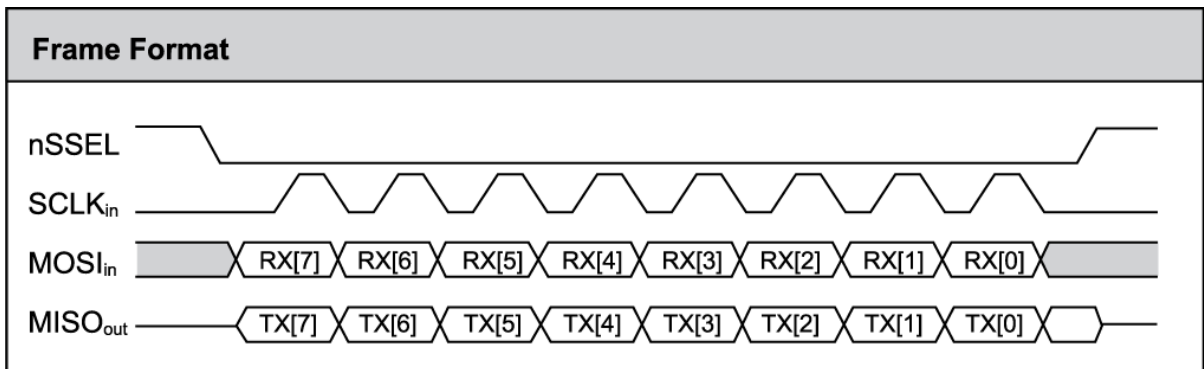 Frame Format
nSSEL
SCLKin
MOSIin RX[7] RX[6] RX[5] RX[4] RX[3] RX[2] RX[1] RX[0]
MISOout TX[7] TX[6] TX[5] TX[4] TX[3] TX[2] TX[1] TX[0]